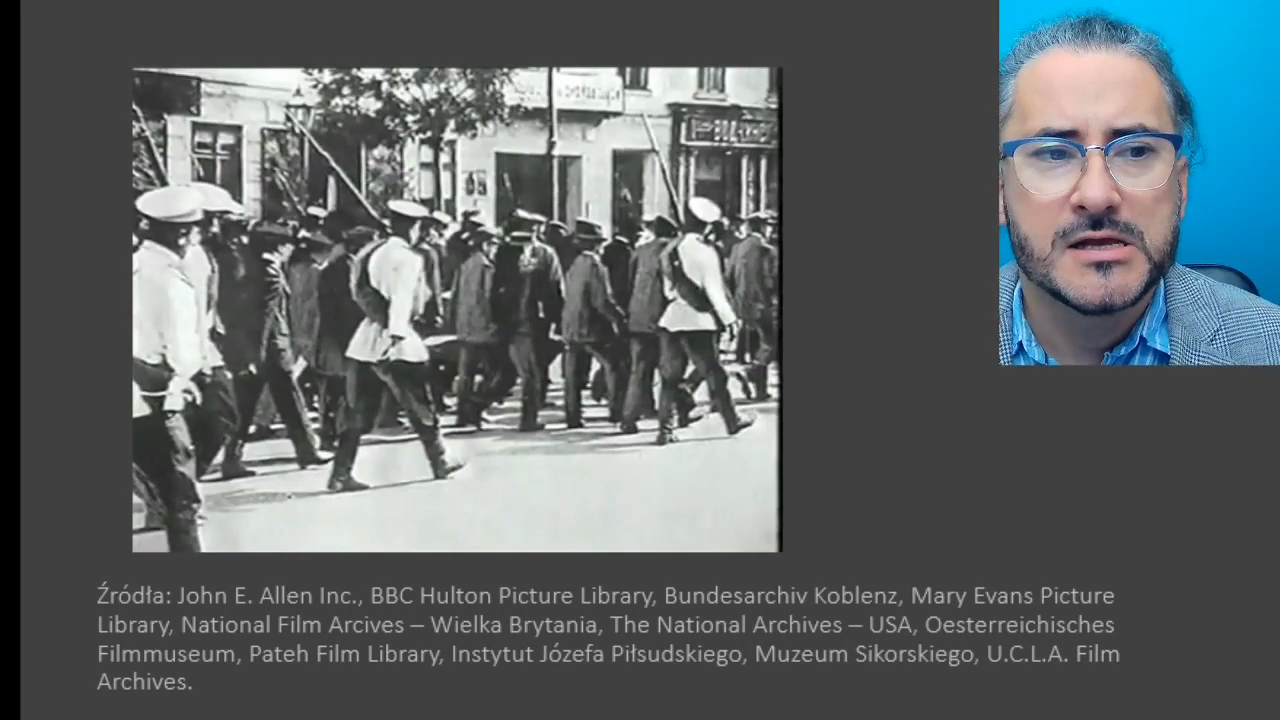 Źródła: John E. Allen Inc., BBC Hulton Picture Library, Bundesarchiv Koblenz, Mary Evans Picture
Library, National Film Arcives – Wielka Brytania, The National Archives – USA, Oesterreichisches
Filmmuseum, Pateh Film Library, Instytut Józefa Piłsudskiego, Muzeum Sikorskiego, U.C.L.A. Film
Archives.